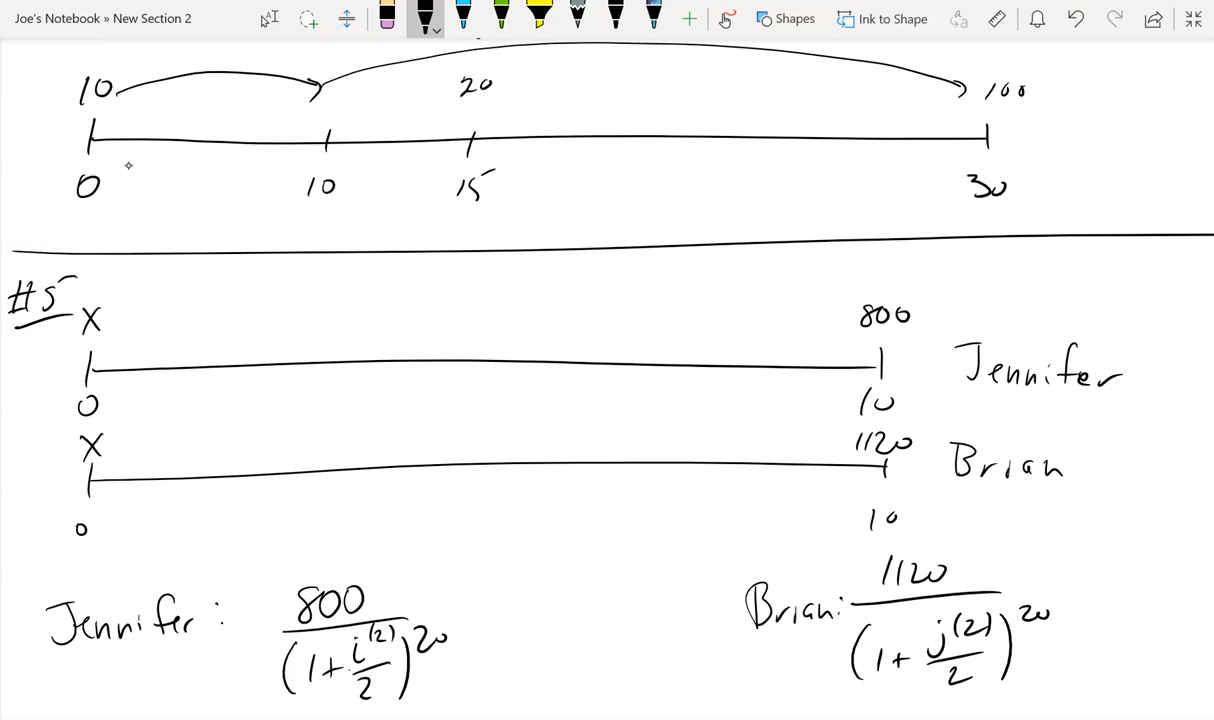 Joe's Notebook » New Section 2
Shapes
Ink to Shape
10 20 100
0 10 15 30
#5
X 800
Jennifer
0 10
X 1120
Brian
0 10
Jennifer: 800 / (1 + i^(2)/2)^20
Brian: 1120 / (1 + j^(2)/2)^20